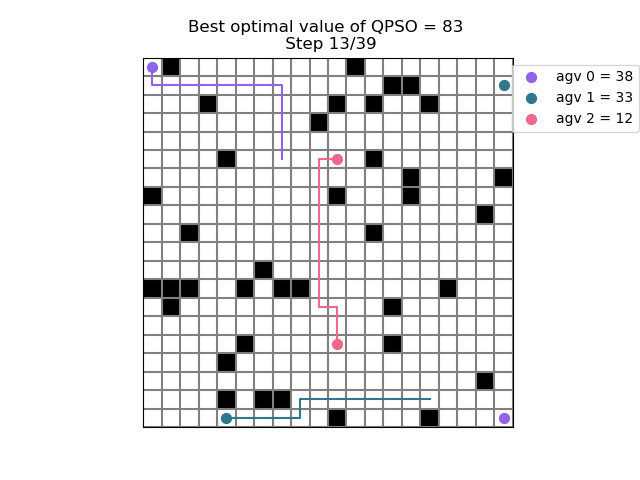 Best optimal value of QPSO = 83
Step 13/39
agv 0 = 38
agv 1 = 33
agv 2 = 12